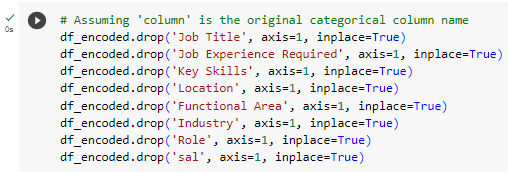 # Assuming 'column' is the original categorical column name
df_encoded.drop('Job Title', axis=1, inplace=True)
df_encoded.drop('Job Experience Required', axis=1, inplace=True)
df_encoded.drop('Key Skills', axis=1, inplace=True)
df_encoded.drop('Location', axis=1, inplace=True)
df_encoded.drop('Functional Area', axis=1, inplace=True)
df_encoded.drop('Industry', axis=1, inplace=True)
df_encoded.drop('Role', axis=1, inplace=True)
df_encoded.drop('sal', axis=1, inplace=True)
0s